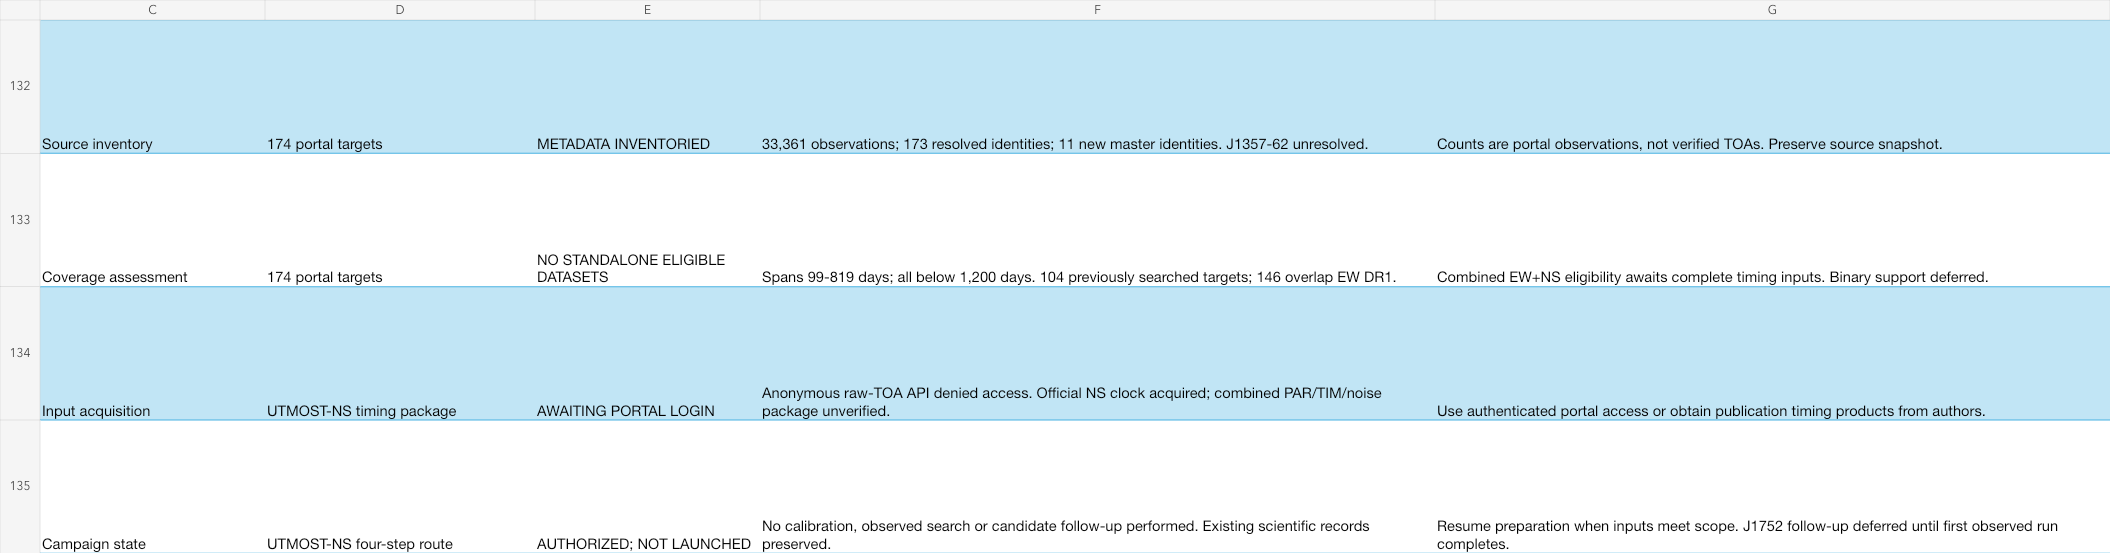 C D E F G
132
Source inventory 174 portal targets METADATA INVENTORIED 33,361 observations; 173 resolved identities; 11 new master identities. J1357-62 unresolved. Counts are portal observations, not verified TOAs. Preserve source snapshot.
133
NO STANDALONE ELIGIBLE
Coverage assessment 174 portal targets DATASETS Spans 99-819 days; all below 1,200 days. 104 previously searched targets; 146 overlap EW DR1. Combined EW+NS eligibility awaits complete timing inputs. Binary support deferred.
134
Anonymous raw-TOA API denied access. Official NS clock acquired; combined PAR/TIM/noise
Input acquisition UTMOST-NS timing package AWAITING PORTAL LOGIN package unverified. Use authenticated portal access or obtain publication timing products from authors.
135
No calibration, observed search or candidate follow-up performed. Existing scientific records Resume preparation when inputs meet scope. J1752 follow-up deferred until first observed run
Campaign state UTMOST-NS four-step route AUTHORIZED; NOT LAUNCHED preserved. completes.